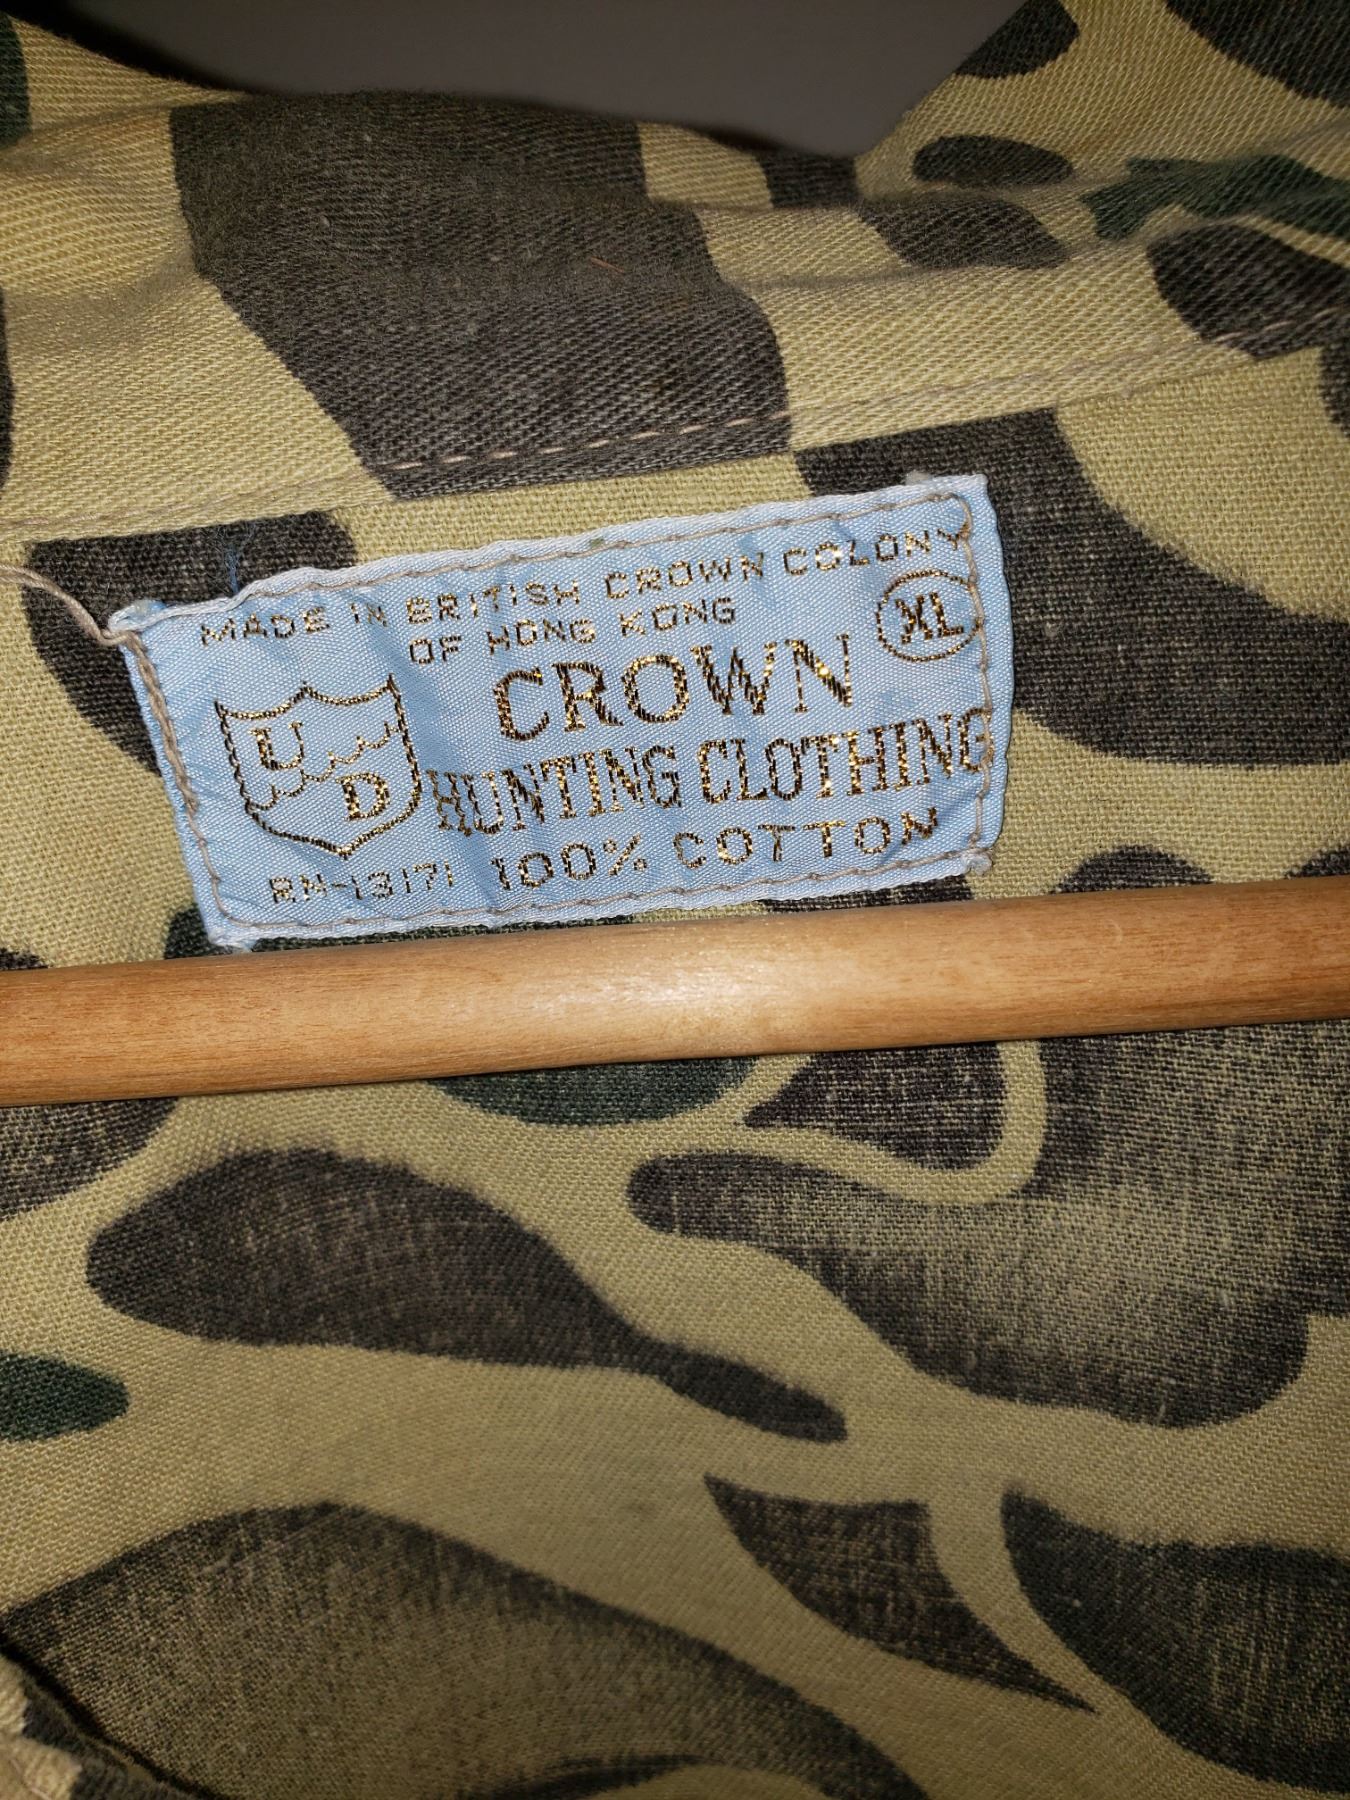 MADE IN BRITISH CROWN COLONY
OF HONG KONG
XL
CROWN
HUNTING CLOTHING
U
D
RN-13171 100% COTTON